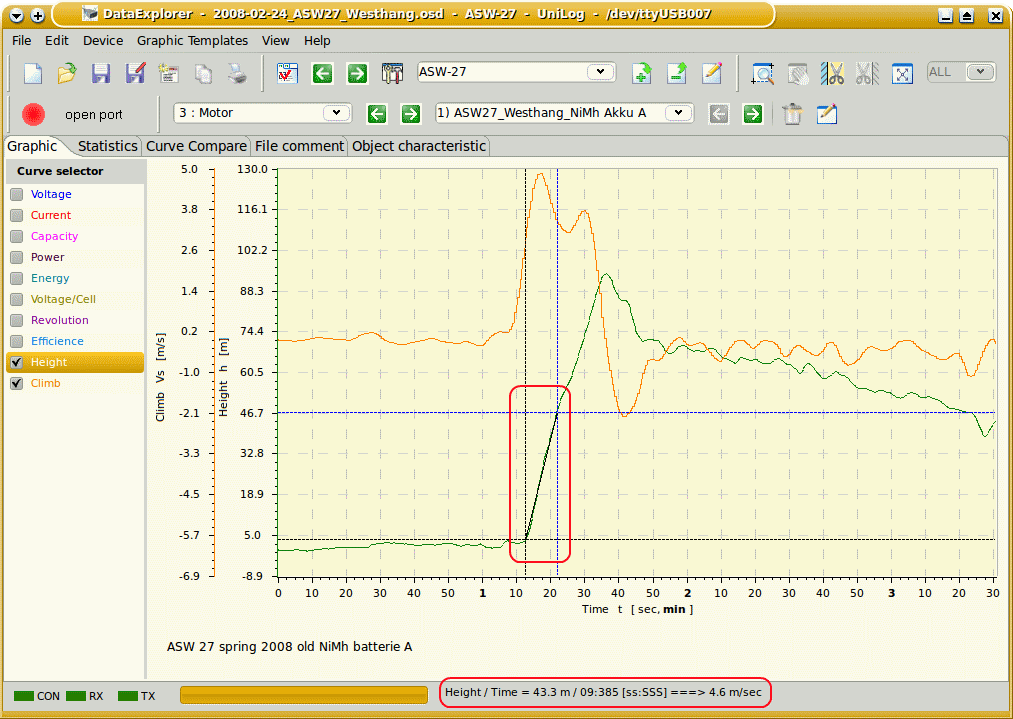 DataExplorer - 2008-02-24_ASW27_Westhang.osd - ASW-27 - UniLog - /dev/ttyUSB007
File Edit Device Graphic Templates View Help
ASW-27 ALL
open port 3 : Motor 1) ASW27_Westhang_NiMh Akku A
Graphic Statistics Curve Compare File comment Object characteristic
Curve selector
Voltage
Current
Capacity
Power
Energy
Voltage/Cell
Revolution
Efficience
Height
Climb
Climb Vs [m/s]
5.0
3.8
2.6
1.4
0.2
-1.0
-2.1
-3.3
-4.5
-5.7
-6.9
Height h [m]
130.0
116.1
102.2
88.3
74.4
60.5
46.7
32.8
18.9
5.0
-8.9
0 10 20 30 40 50 1 10 20 30 40 50 2 10 20 30 40 50 3 10 20 30
Time t [ sec, min ]
ASW 27 spring 2008 old NiMh batterie A
CON RX TX Height / Time = 43.3 m / 09:385 [ss:SSS] ===> 4.6 m/sec